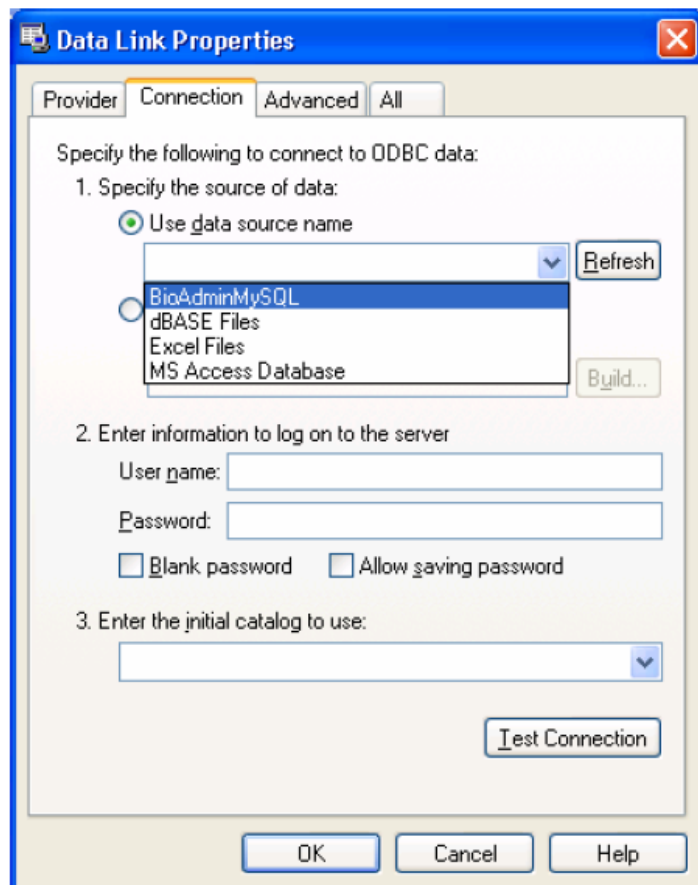 Data Link Properties
Provider Connection Advanced All
Specify the following to connect to ODBC data:
1. Specify the source of data:
Use data source name
Refresh
BioAdminMySQL
dBASE Files
Excel Files
MS Access Database
Build...
2. Enter information to log on to the server
User name:
Password:
Blank password Allow saving password
3. Enter the initial catalog to use:
Test Connection
OK Cancel Help